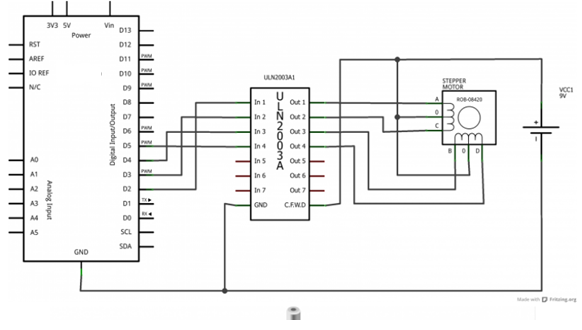 3V3 5V Vin
Power
RST
AREF
IO REF
N/C
A0
A1
A2
A3
A4
A5
Analog Input
Digital Input/Output
D13
D12
D11 PWM
D10 PWM
D9 PWM
D8
D7
D6 PWM
D5 PWM
D4
D3 PWM
D2
D1 TX
D0 RX
SCL
SDA
GND
ULN2003A1
ULN2003A
In 1
In 2
In 3
In 4
In 5
In 6
In 7
GND
Out 1
Out 2
Out 3
Out 4
Out 5
Out 6
Out 7
C.F.W.D
STEPPER
MOTOR
ROB-08420
A
0
C
B 0 D
VCC1
9V
+
Made with Fritzing.org